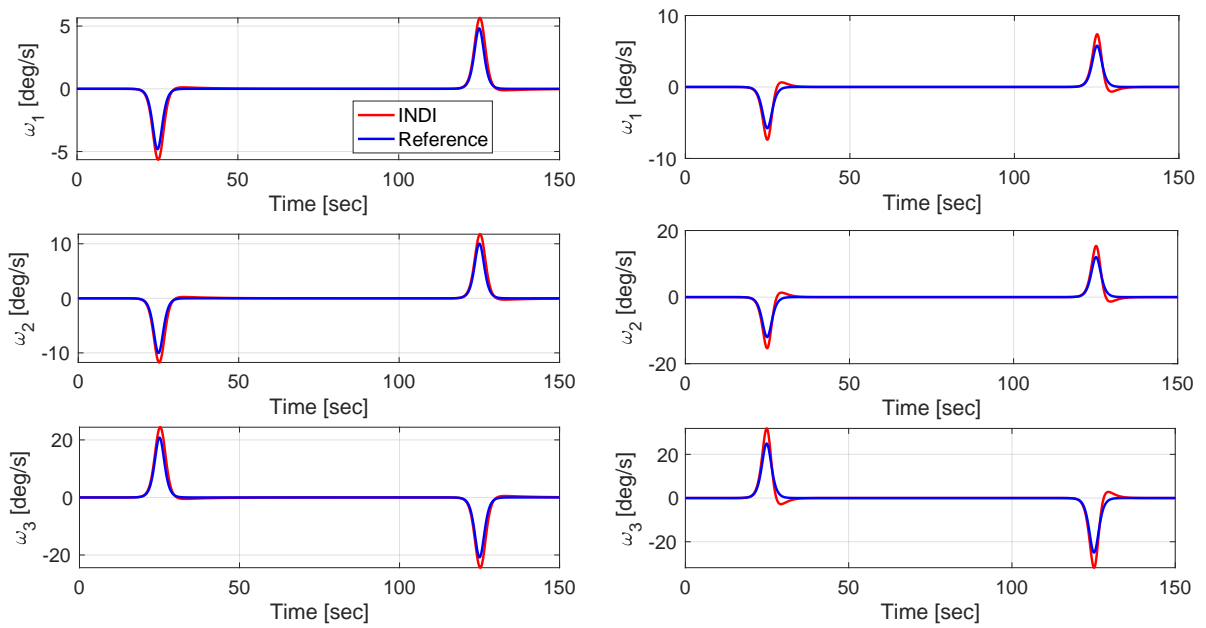 5
0
-5
ω1 [deg/s]
INDI
Reference
0 50 100 150
Time [sec]
10
0
-10
ω1 [deg/s]
0 50 100 150
Time [sec]
10
0
-10
ω2 [deg/s]
0 50 100 150
Time [sec]
20
0
-20
ω2 [deg/s]
0 50 100 150
Time [sec]
20
0
-20
ω3 [deg/s]
0 50 100 150
Time [sec]
20
0
-20
ω3 [deg/s]
0 50 100 150
Time [sec]